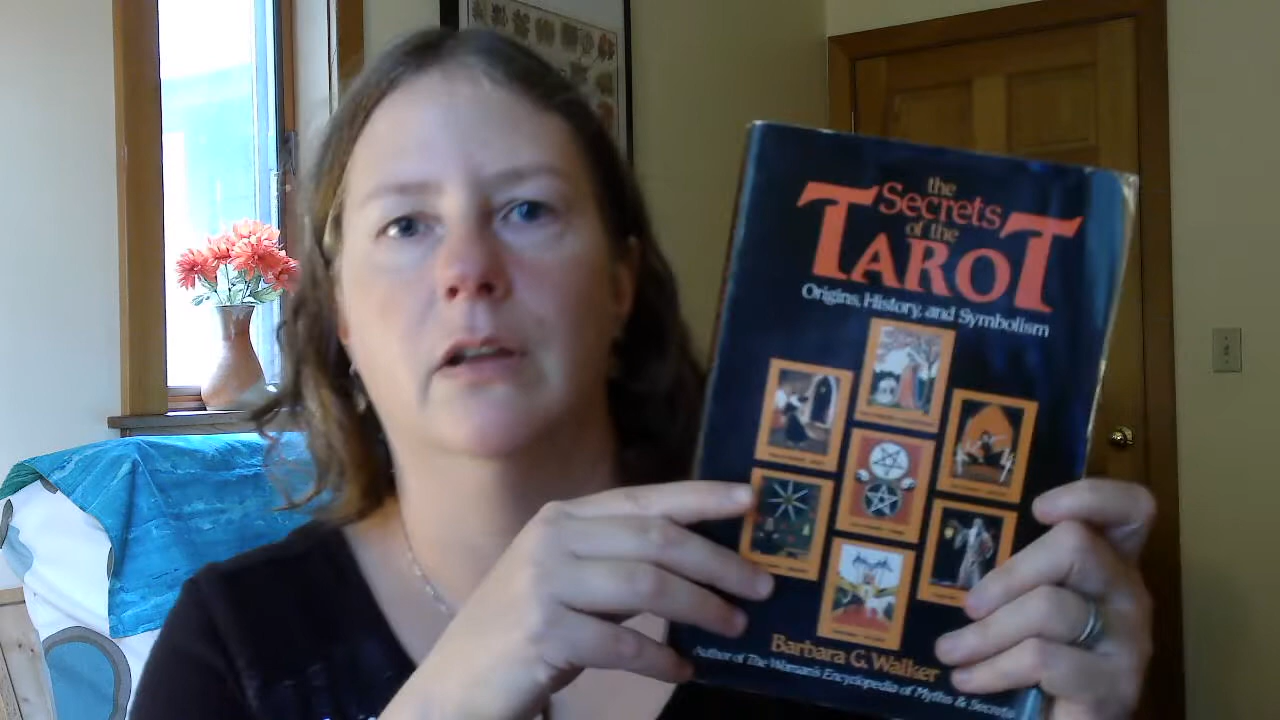 the
Secrets
of the
TAROT
Origins, History, and Symbolism
Barbara G. Walker
Author of The Woman's Encyclopedia of Myths & Secrets